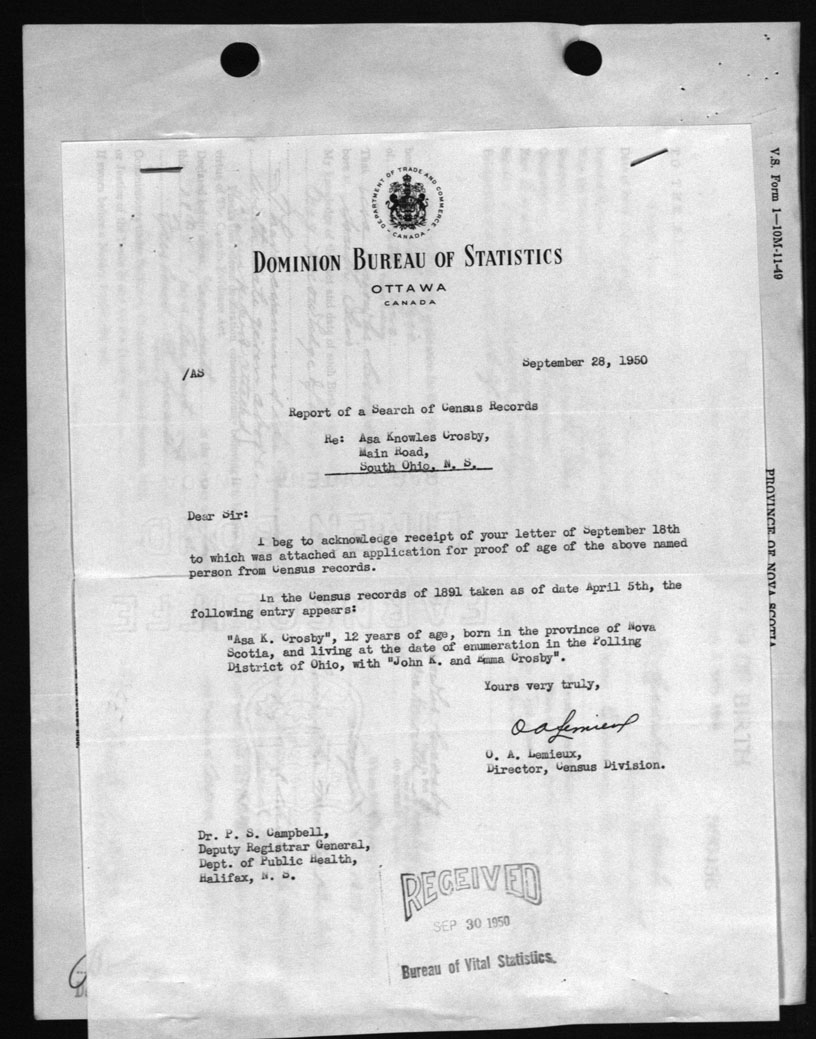 DEPARTMENT OF TRADE AND COMMERCE
CANADA
DOMINION BUREAU OF STATISTICS
OTTAWA
CANADA
/AS
September 28, 1950
Report of a Search of Census Records
Re: Asa Knowles Crosby,
Main Road,
South Ohio, N. S.
Dear Sir:
I beg to acknowledge receipt of your letter of September 18th
to which was attached an application for proof of age of the above named
person from Census records.
In the Census records of 1891 taken as of date April 5th, the
following entry appears:
"Asa K. Crosby", 12 years of age, born in the province of Nova
Scotia, and living at the date of enumeration in the Polling
District of Ohio, with "John K. and Emma Crosby".
Yours very truly,
O A Lemieux
O. A. Lemieux,
Director, Census Division.
Dr. P. S. Campbell,
Deputy Registrar General,
Dept. of Public Health,
Halifax, N. S.
RECEIVED
SEP 30 1950
Bureau of Vital Statistics.
V.S. Form 1—10M-11-49
PROVINCE OF NOVA SCOTIA